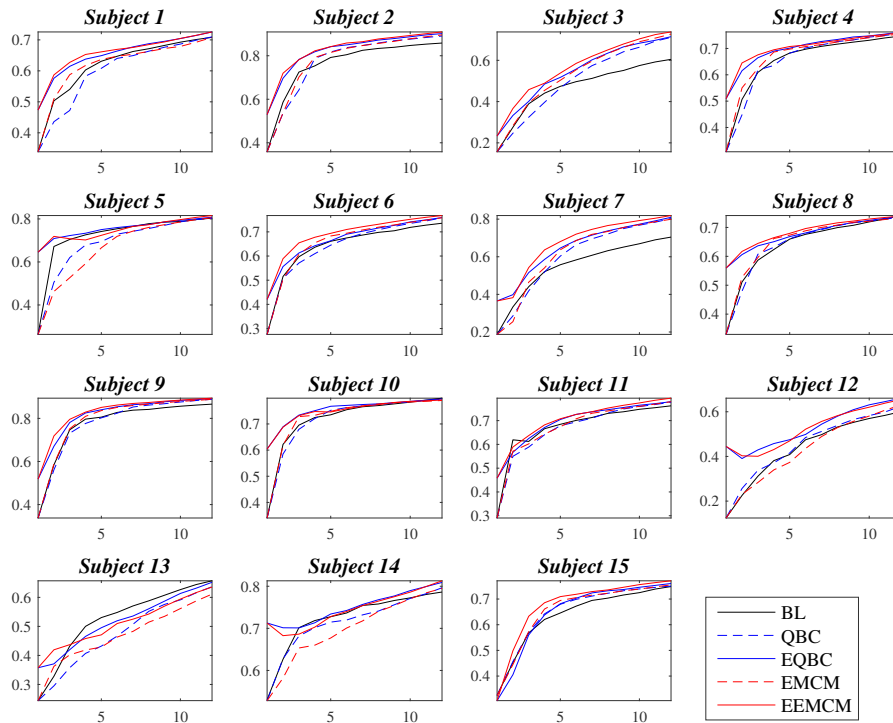 Subject 1 Subject 2 Subject 3 Subject 4
0.7 0.6 0.5 0.4
0.8 0.6 0.4
0.6 0.4 0.2
0.7 0.6 0.5 0.4
5 10 5 10 5 10 5 10
Subject 5 Subject 6 Subject 7 Subject 8
0.8 0.6 0.4
0.7 0.6 0.5 0.4 0.3
0.8 0.6 0.4 0.2
0.7 0.6 0.5 0.4
5 10 5 10 5 10 5 10
Subject 9 Subject 10 Subject 11 Subject 12
0.8 0.6 0.4
0.7 0.6 0.5 0.4
0.7 0.6 0.5 0.4 0.3
0.6 0.4 0.2
5 10 5 10 5 10 5 10
Subject 13 Subject 14 Subject 15
0.6 0.5 0.4 0.3
0.8 0.7 0.6
0.7 0.6 0.5 0.4
5 10 5 10 5 10
BL
QBC
EQBC
EMCM
EEMCM